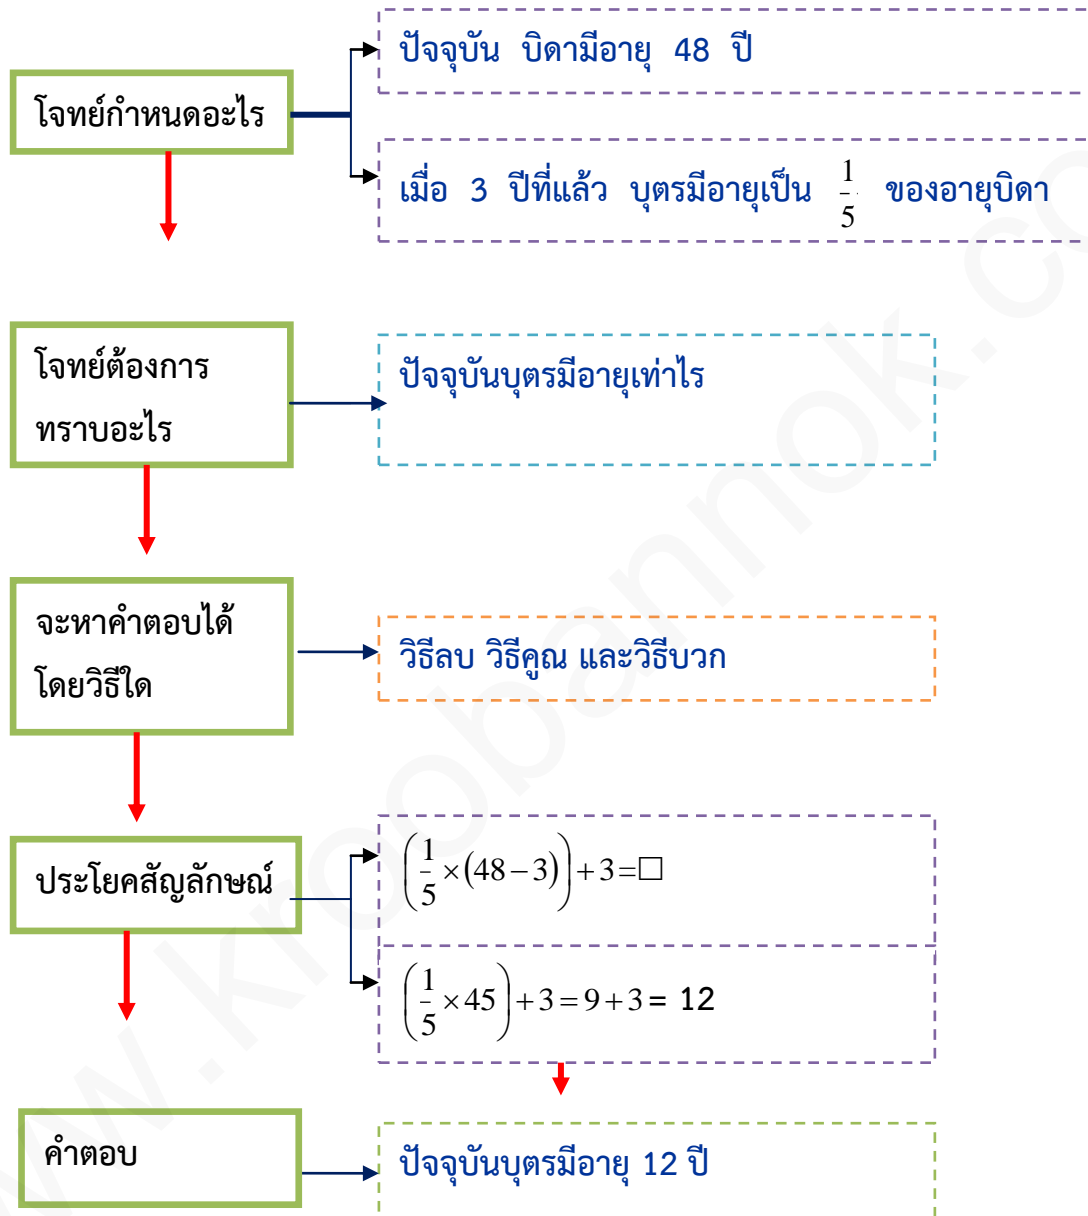 โจทย์กำหนดอะไร
ปัจจุบัน บิดามีอายุ 48 ปี
เมื่อ 3 ปีที่แล้ว บุตรมีอายุเป็น 1/5 ของอายุบิดา
โจทย์ต้องการ
ทราบอะไร
ปัจจุบันบุตรมีอายุเท่าไร
จะหาคำตอบได้
โดยวิธีใด
วิธีลบ วิธีคูณ และวิธีบวก
ประโยคสัญลักษณ์
(1/5 × (48 − 3)) + 3 = □
(1/5 × 45) + 3 = 9 + 3 = 12
คำตอบ
ปัจจุบันบุตรมีอายุ 12 ปี
www.kroobannok.co